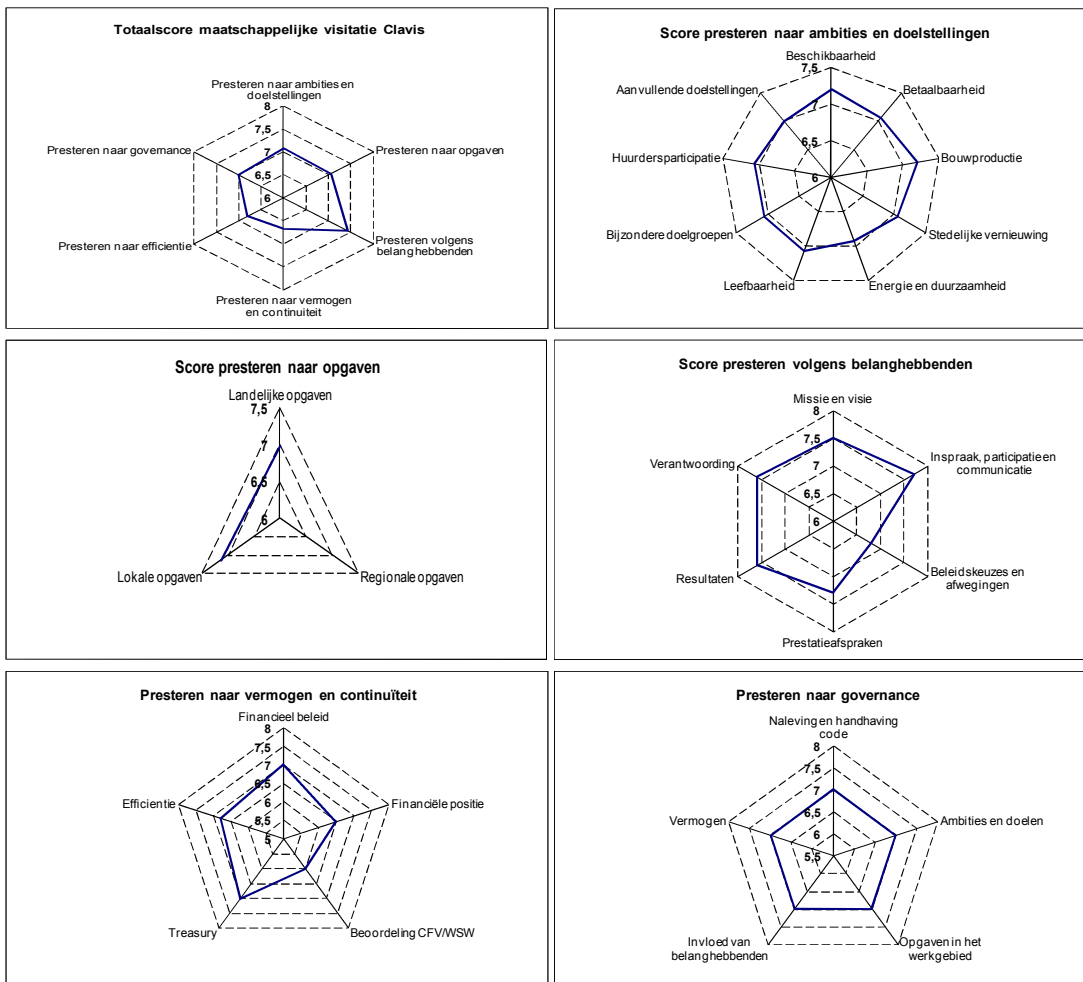 Totaalscore maatschappelijke visitatie Clavis
Presteren naar ambities en
doelstellingen
8
7,5
7
6,5
6
Presteren naar governance
Presteren naar opgaven
Presteren naar efficientie
Presteren volgens
belanghebbenden
Presteren naar vermogen
en continuiteit
Score presteren naar ambities en doelstellingen
Beschikbaarheid
7,5
7
6,5
6
Aanvullende doelstellingen
Betaalbaarheid
Huurdersparticipatie
Bouwproductie
Bijzondere doelgroepen
Stedelijke vernieuwing
Leefbaarheid
Energie en duurzaamheid
Score presteren naar opgaven
Landelijke opgaven
7,5
7
6,5
6
Lokale opgaven
Regionale opgaven
Score presteren volgens belanghebbenden
Missie en visie
8
7,5
7
6,5
6
Verantwoording
Inspraak, participatie en
communicatie
Resultaten
Beleidskeuzes en
afwegingen
Prestatieafspraken
Presteren naar vermogen en continuïteit
Financieel beleid
8
7,5
7
6,5
6
5,5
5
Efficientie
Financiële positie
Treasury
Beoordeling CFV/WSW
Presteren naar governance
Naleving en handhaving
code
8
7,5
7
6,5
6
5,5
Vermogen
Ambities en doelen
Invloed van
belanghebbenden
Opgaven in het
werkgebied